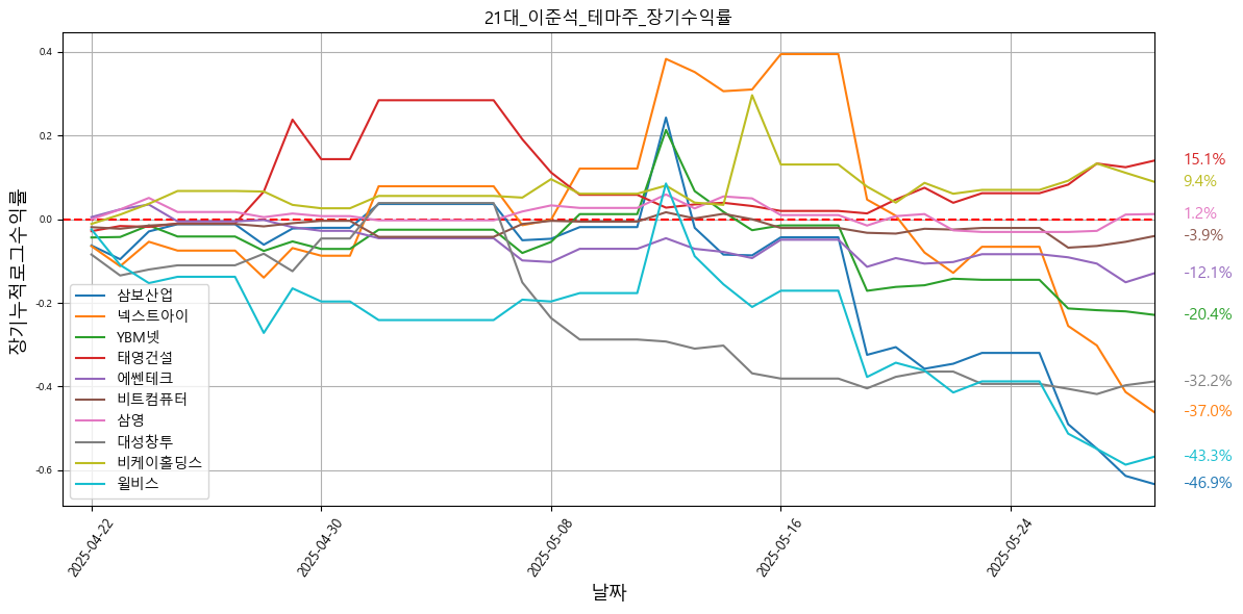 21대_이준석_테마주_장기수익률
장기누적로그수익률
0.4
0.2
0.0
-0.2
-0.4
-0.6
삼보산업
넥스트아이
YBM넷
태영건설
에쎈테크
비트컴퓨터
삼영
대성창투
비케이홀딩스
윌비스
15.1%
9.4%
1.2%
-3.9%
-12.1%
-20.4%
-32.2%
-37.0%
-43.3%
-46.9%
2025-04-22
2025-04-30
2025-05-08
2025-05-16
2025-05-24
날짜